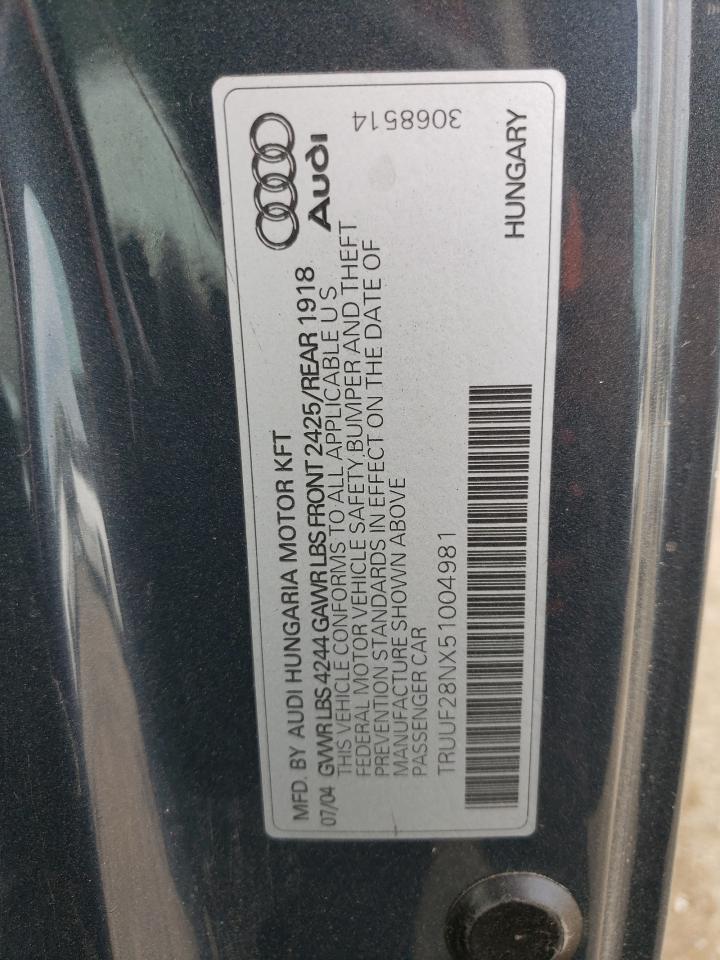 MFD. BY AUDI HUNGARIA MOTOR KFT
Audi
07/04 GVWR LBS 4244 GAWR LBS FRONT 2425/REAR 1918
THIS VEHICLE CONFORMS TO ALL APPLICABLE U S
FEDERAL MOTOR VEHICLE SAFETY, BUMPER AND THEFT
PREVENTION STANDARDS IN EFFECT ON THE DATE OF
MANUFACTURE SHOWN ABOVE
PASSENGER CAR
3068514
TRUUF28NX51004981
HUNGARY